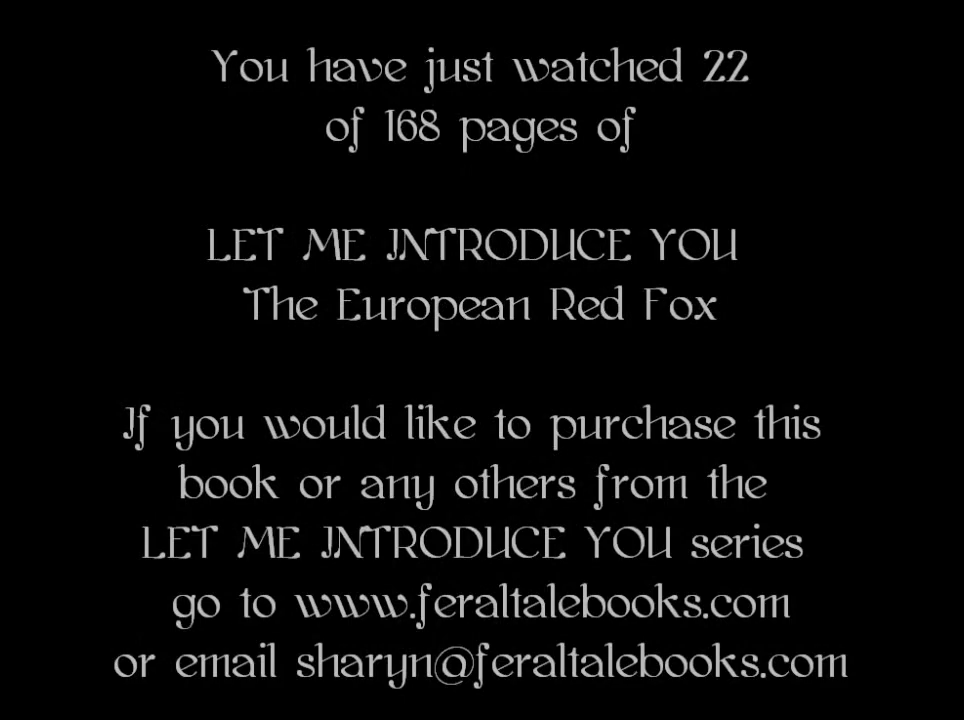 You have just watched 22
of 168 pages of
LET ME INTRODUCE YOU
The European Red Fox
If you would like to purchase this
book or any others from the
LET ME INTRODUCE YOU series
go to www.feraltalebooks.com
or email sharyn@feraltalebooks.com